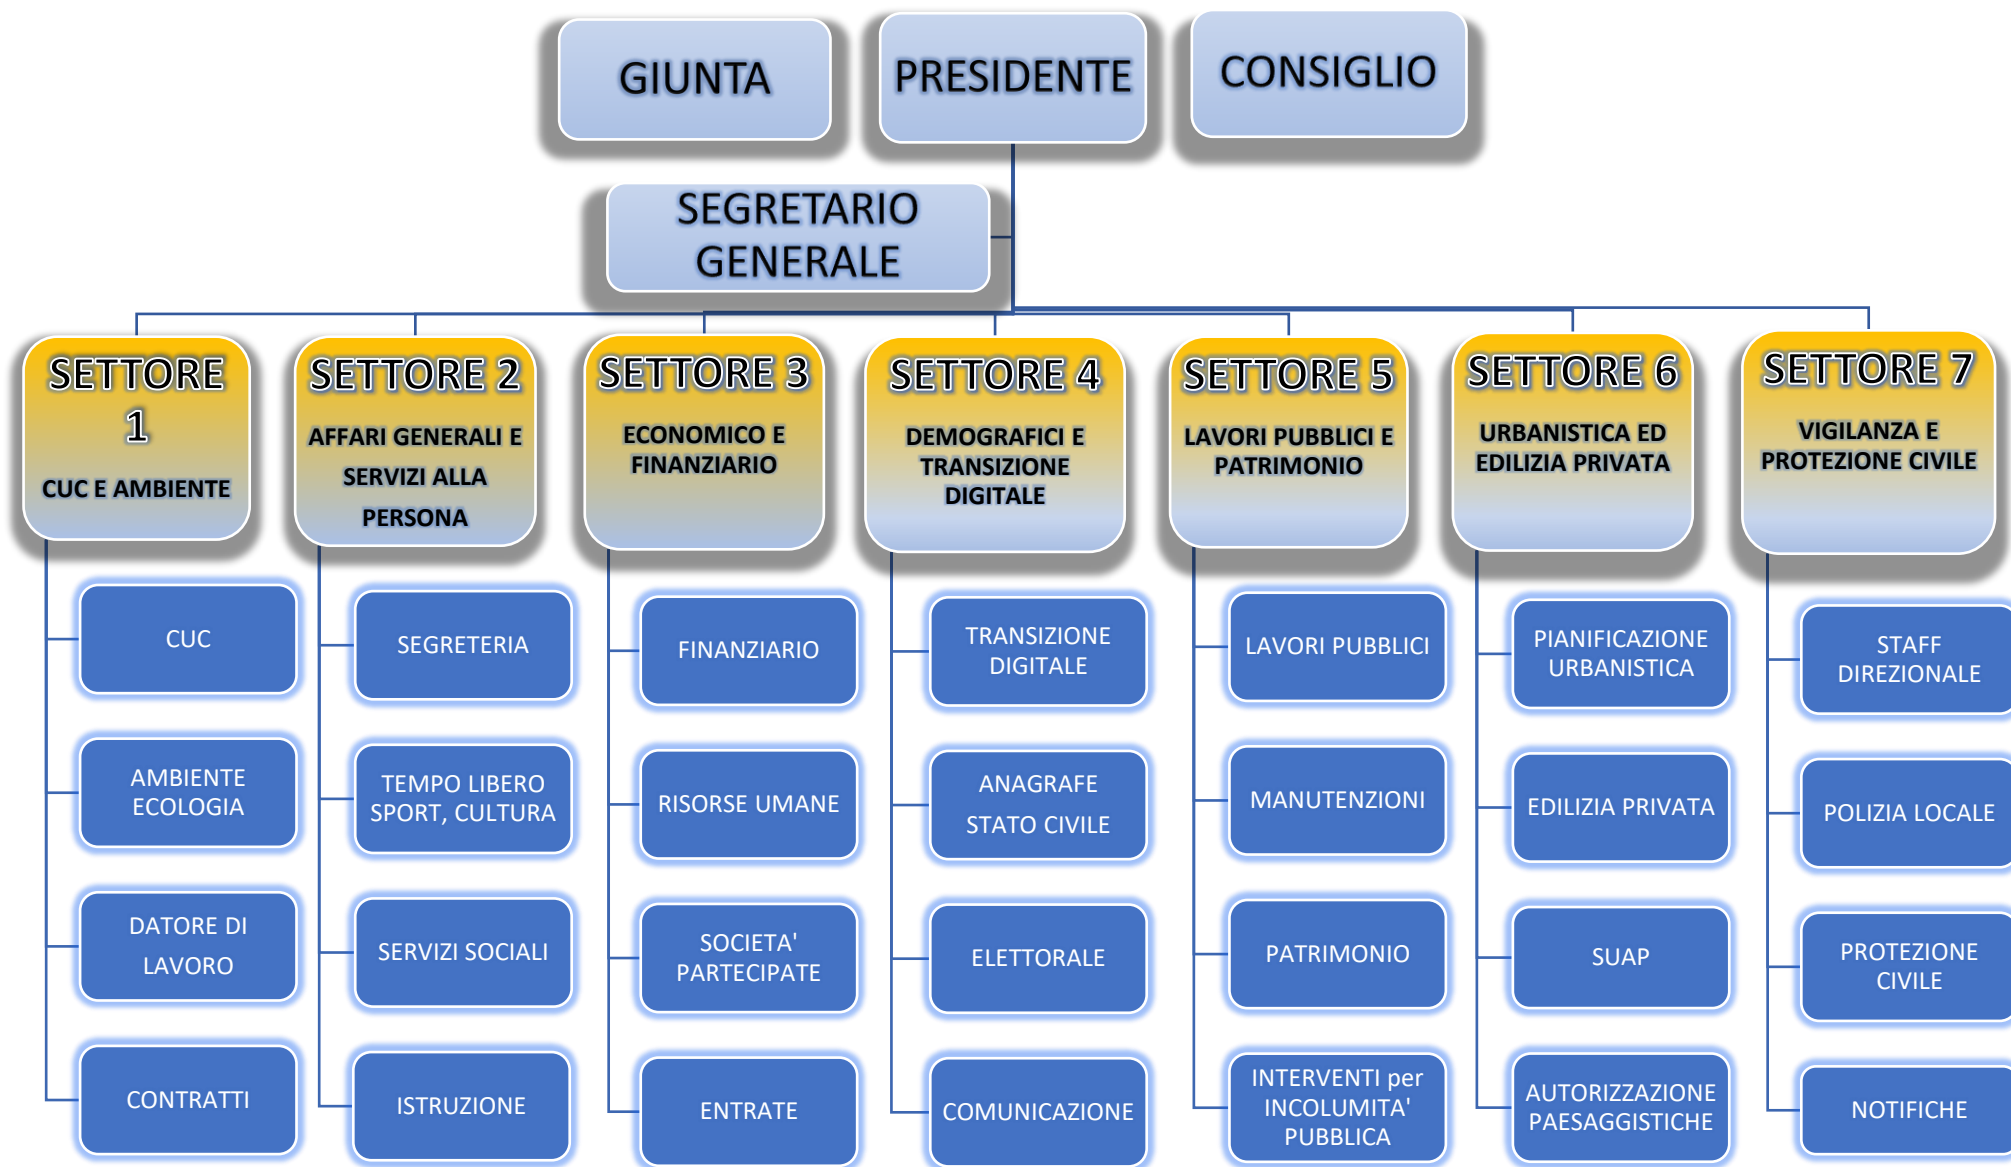 GIUNTA
PRESIDENTE
CONSIGLIO
SEGRETARIO
GENERALE
SETTORE
1
CUC E AMBIENTE
SETTORE 2
AFFARI GENERALI E
SERVIZI ALLA
PERSONA
SETTORE 3
ECONOMICO E
FINANZIARIO
SETTORE 4
DEMOGRAFICI E
TRANSIZIONE
DIGITALE
SETTORE 5
LAVORI PUBBLICI E
PATRIMONIO
SETTORE 6
URBANISTICA ED
EDILIZIA PRIVATA
SETTORE 7
VIGILANZA E
PROTEZIONE CIVILE
CUC
AMBIENTE
ECOLOGIA
DATORE DI
LAVORO
CONTRATTI
SEGRETERIA
TEMPO LIBERO
SPORT, CULTURA
SERVIZI SOCIALI
ISTRUZIONE
FINANZIARIO
RISORSE UMANE
SOCIETA'
PARTECIPATE
ENTRATE
TRANSIZIONE
DIGITALE
ANAGRAFE
STATO CIVILE
ELETTORALE
COMUNICAZIONE
LAVORI PUBBLICI
MANUTENZIONI
PATRIMONIO
INTERVENTI per
INCOLUMITA'
PUBBLICA
PIANIFICAZIONE
URBANISTICA
EDILIZIA PRIVATA
SUAP
AUTORIZZAZIONE
PAESAGGISTICHE
STAFF
DIREZIONALE
POLIZIA LOCALE
PROTEZIONE
CIVILE
NOTIFICHE